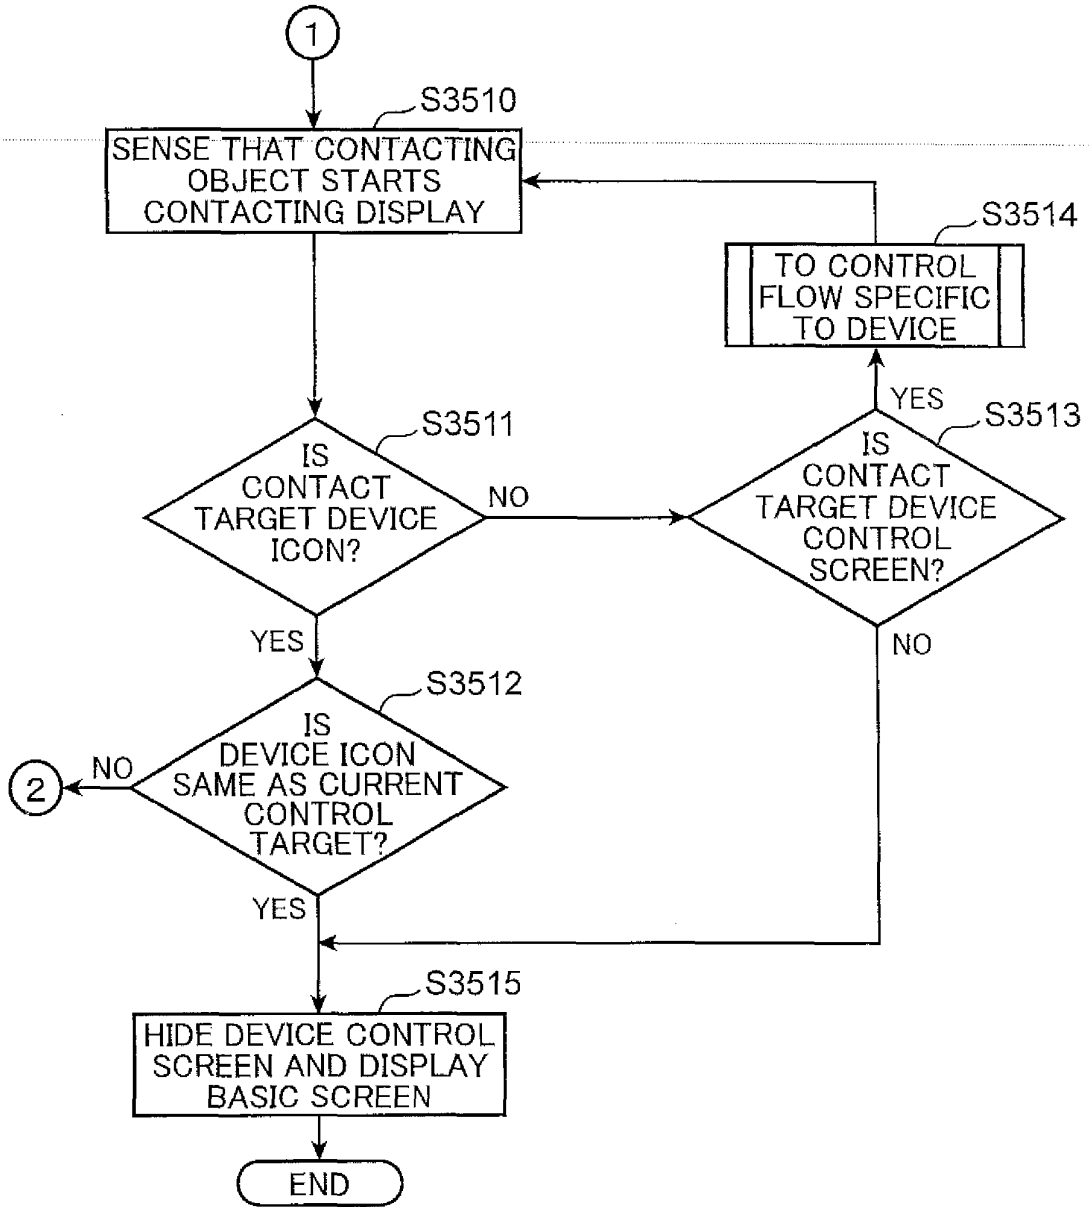 1
S3510
SENSE THAT CONTACTING
OBJECT STARTS
CONTACTING DISPLAY
S3514
TO CONTROL
FLOW SPECIFIC
TO DEVICE
YES
S3511
IS
CONTACT
TARGET DEVICE
ICON?
NO
S3513
IS
CONTACT
TARGET DEVICE
CONTROL
SCREEN?
NO
YES
S3512
IS
DEVICE ICON
SAME AS CURRENT
CONTROL
TARGET?
NO
2
YES
S3515
HIDE DEVICE CONTROL
SCREEN AND DISPLAY
BASIC SCREEN
END